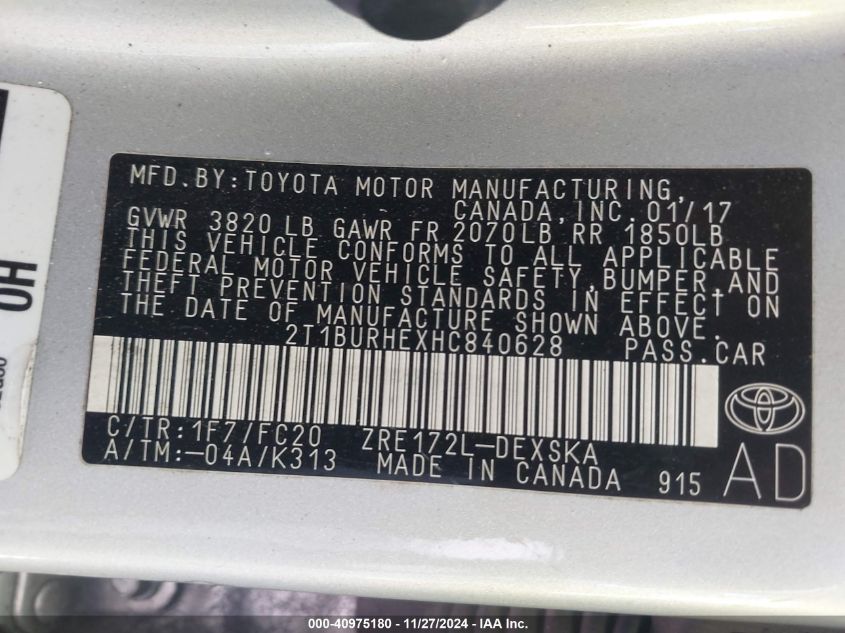 MFD.BY:TOYOTA MOTOR MANUFACTURING,
CANADA,INC.01/17
GVWR 3820 LB GAWR FR 2070LB RR 1850LB
THIS VEHICLE CONFORMS TO ALL APPLICABLE
FEDERAL MOTOR VEHICLE SAFETY,BUMPER,AND
THEFT PREVENTION STANDARDS IN EFFECT ON
THE DATE OF MANUFACTURE SHOWN ABOVE.
2T1BURHEXHC840628 PASS.CAR
C/TR:1F7/FC20 ZRE172L-DEXSKA
A/TM:-04A/K313 MADE IN CANADA 915
AD
HO
000-40975180 - 11/27/2024 - IAAI - Copart - Inc.